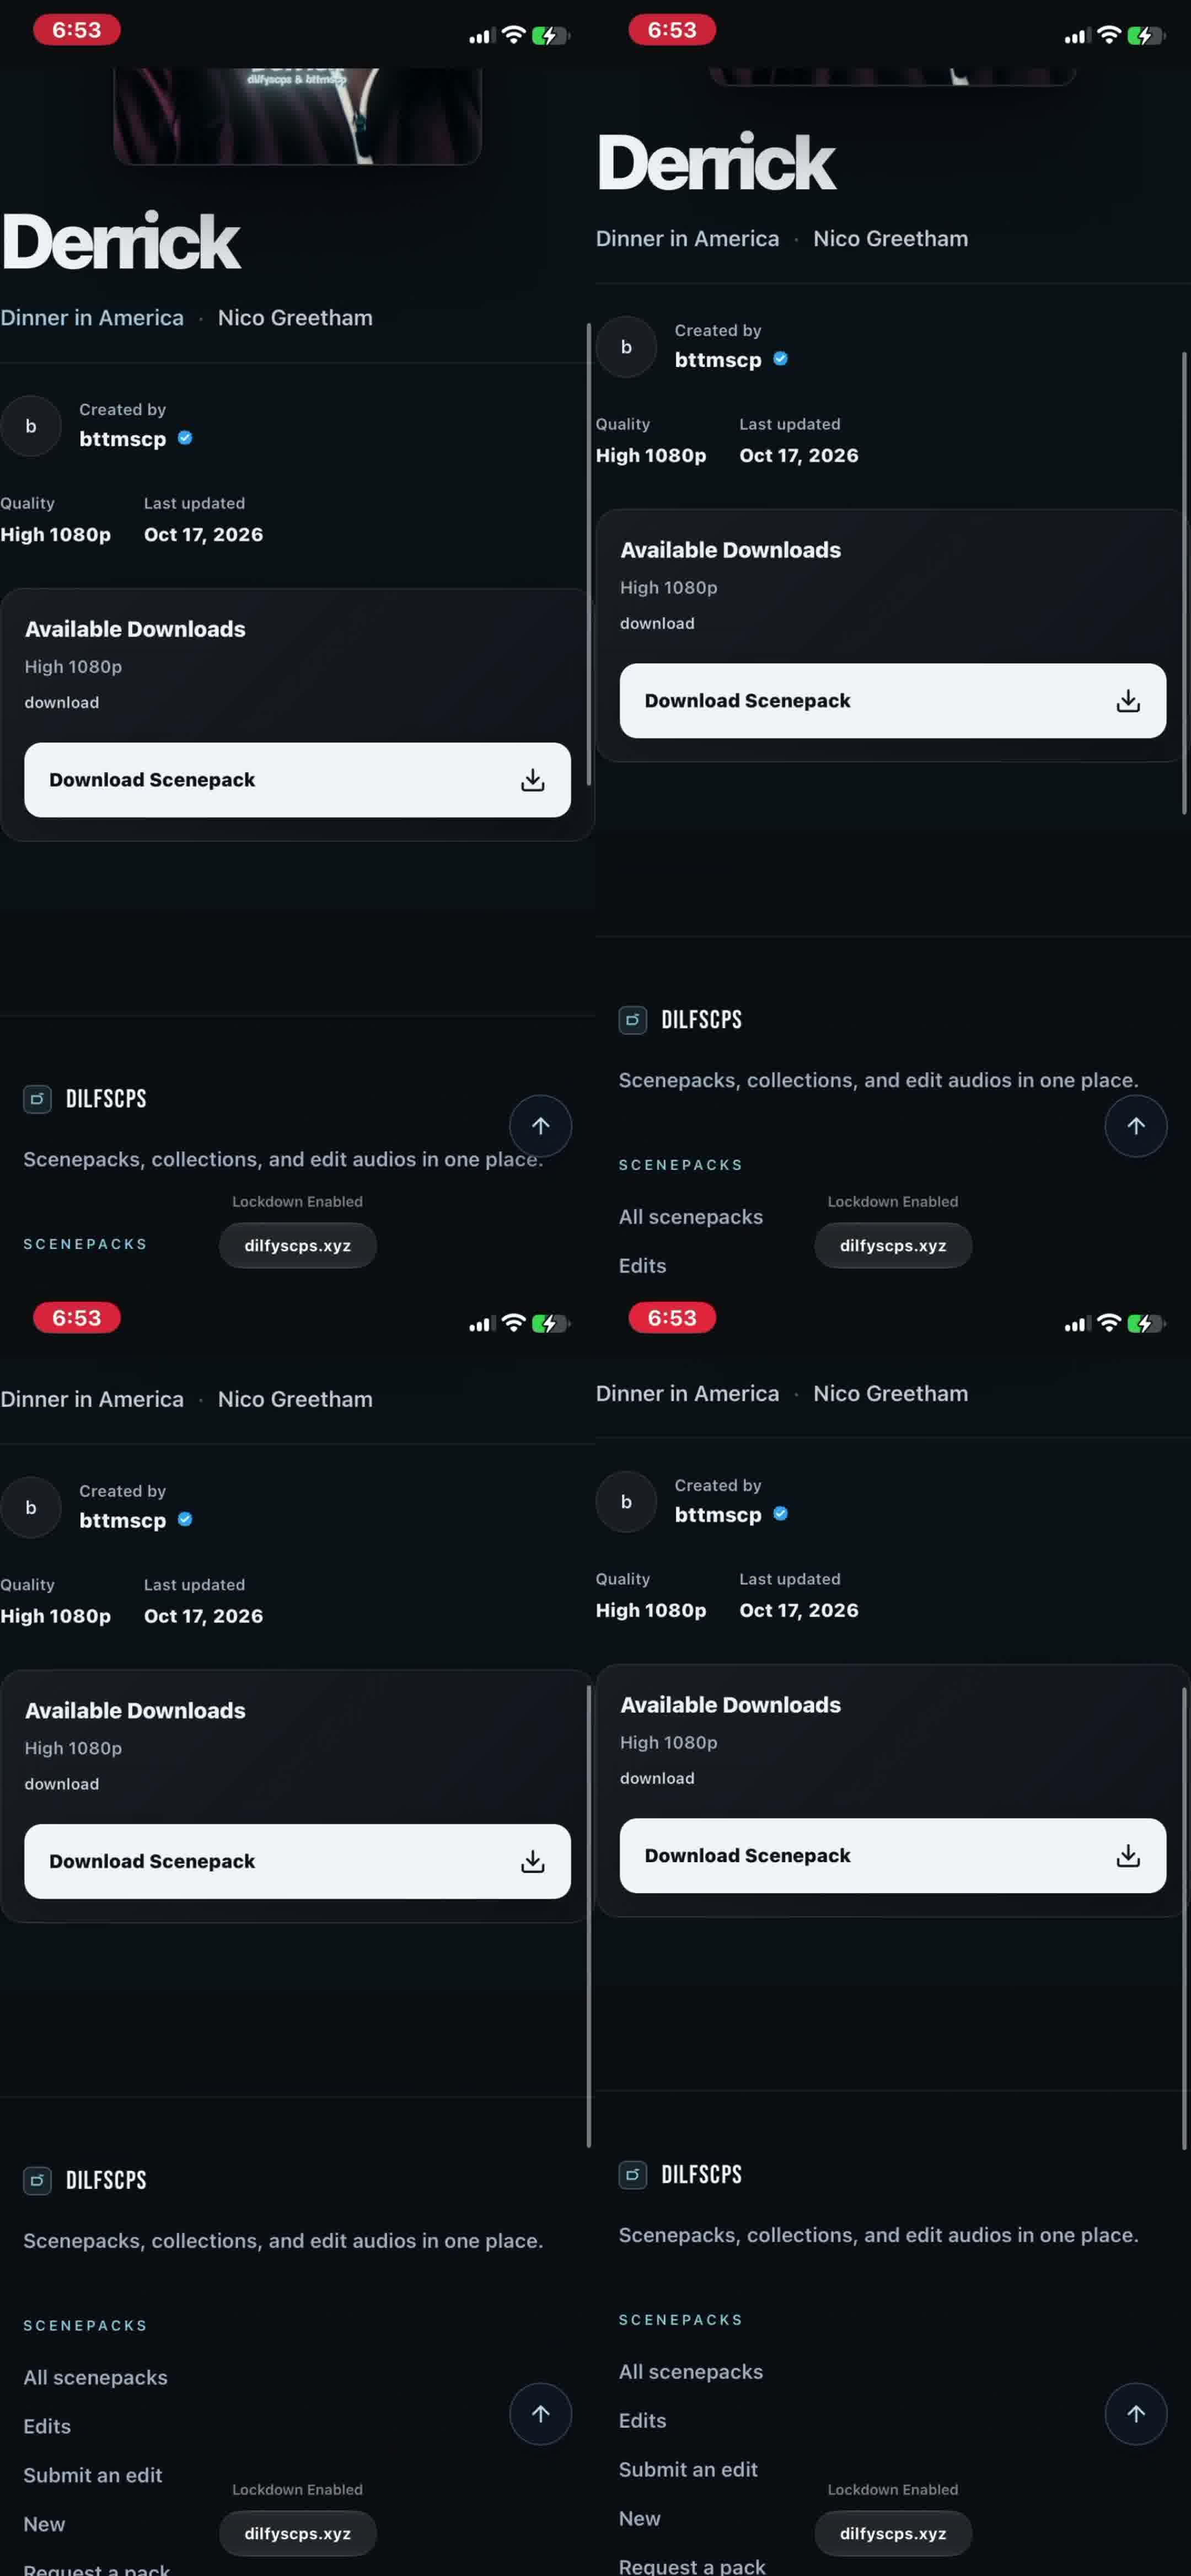 6:53
dilfyscps & bttmscp
Derrick
Dinner in America · Nico Greetham
b
Created by
bttmscp
Quality
Last updated
High 1080p
Oct 17, 2026
Available Downloads
High 1080p
download
Download Scenepack
DILFSCPS
Scenepacks, collections, and edit audios in one place.
Lockdown Enabled
SCENEPACKS
dilfyscps.xyz
6:53
Derrick
Dinner in America · Nico Greetham
b
Created by
bttmscp
Quality
Last updated
High 1080p
Oct 17, 2026
Available Downloads
High 1080p
download
Download Scenepack
DILFSCPS
Scenepacks, collections, and edit audios in one place.
SCENEPACKS
Lockdown Enabled
All scenepacks
dilfyscps.xyz
Edits
6:53
Dinner in America · Nico Greetham
b
Created by
bttmscp
Quality
Last updated
High 1080p
Oct 17, 2026
Available Downloads
High 1080p
download
Download Scenepack
DILFSCPS
Scenepacks, collections, and edit audios in one place.
SCENEPACKS
All scenepacks
Edits
Submit an edit
Lockdown Enabled
New
dilfyscps.xyz
Request a pack
6:53
Dinner in America · Nico Greetham
b
Created by
bttmscp
Quality
Last updated
High 1080p
Oct 17, 2026
Available Downloads
High 1080p
download
Download Scenepack
DILFSCPS
Scenepacks, collections, and edit audios in one place.
SCENEPACKS
All scenepacks
Edits
Submit an edit
Lockdown Enabled
New
dilfyscps.xyz
Request a pack